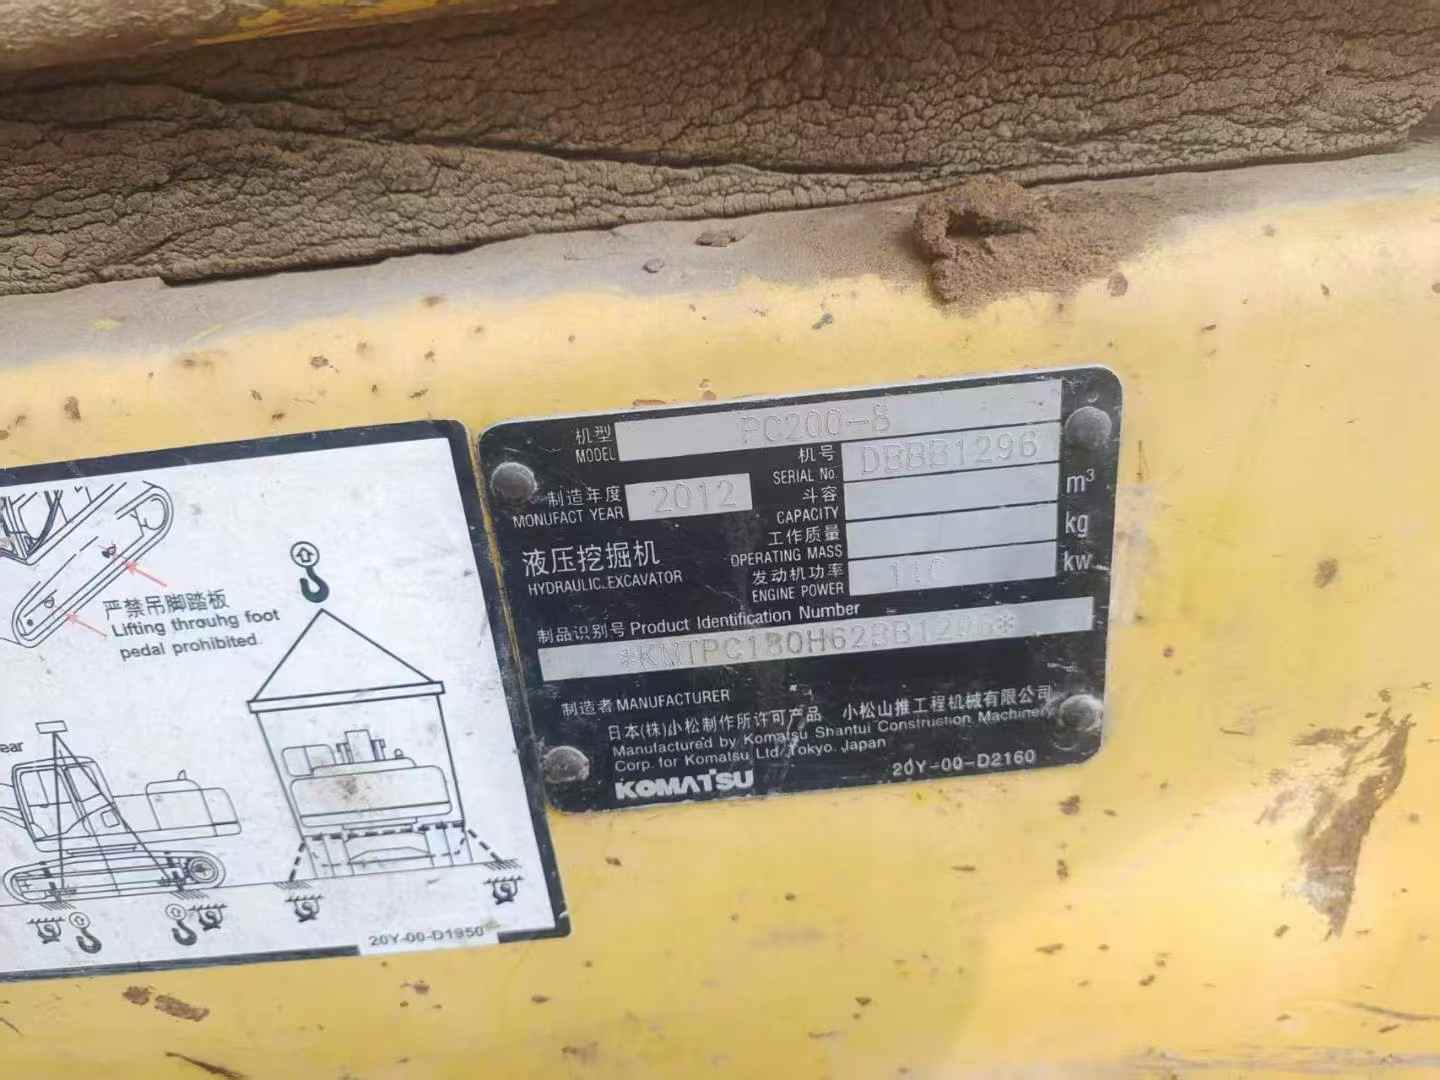 机型 MODEL PC200-8
机号 SERIAL No. DBBB1296
制造年度 MONUFACT YEAR 2012
斗容 CAPACITY m³
工作质量 OPERATING MASS kg
液压挖掘机
HYDRAULIC.EXCAVATOR
发动机功率 ENGINE POWER 110 kw
制品识别号 Product Identification Number
制造者 MANUFACTURER
日本(株)小松制作所许可产品 小松山推工程机械有限公司
Manufactured by Komatsu Shantui Construction Machinery
Corp. for Komatsu Ltd Tokyo. Japan
KOMATSU
20Y-00-D2160
严禁吊脚踏板
Lifting throuhg foot
pedal prohibited.
20Y-00-D1950